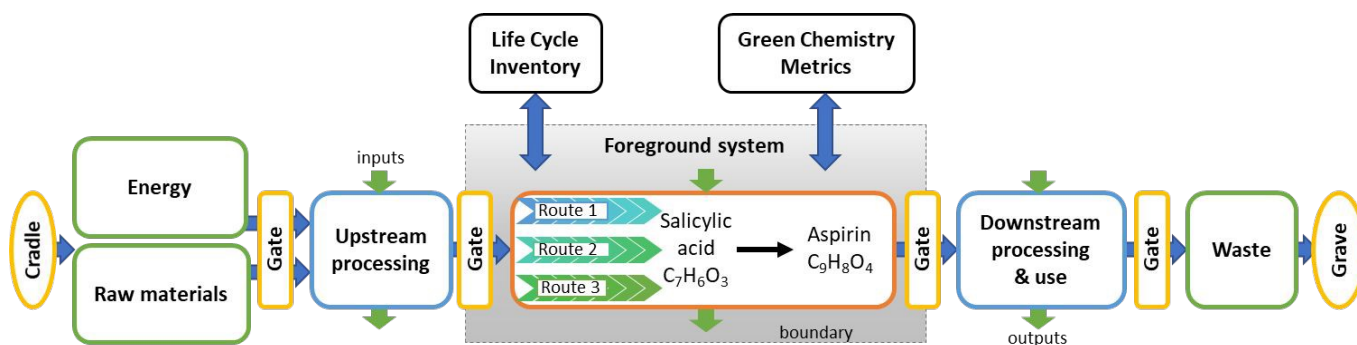 Life Cycle
Inventory
Green Chemistry
Metrics
Foreground system
Cradle
Energy
Raw materials
Gate
inputs
Upstream
processing
Gate
Route 1
Route 2
Route 3
Salicylic
acid
C₇H₆O₃
Aspirin
C₉H₈O₄
boundary
Gate
Downstream
processing
& use
outputs
Gate
Waste
Grave